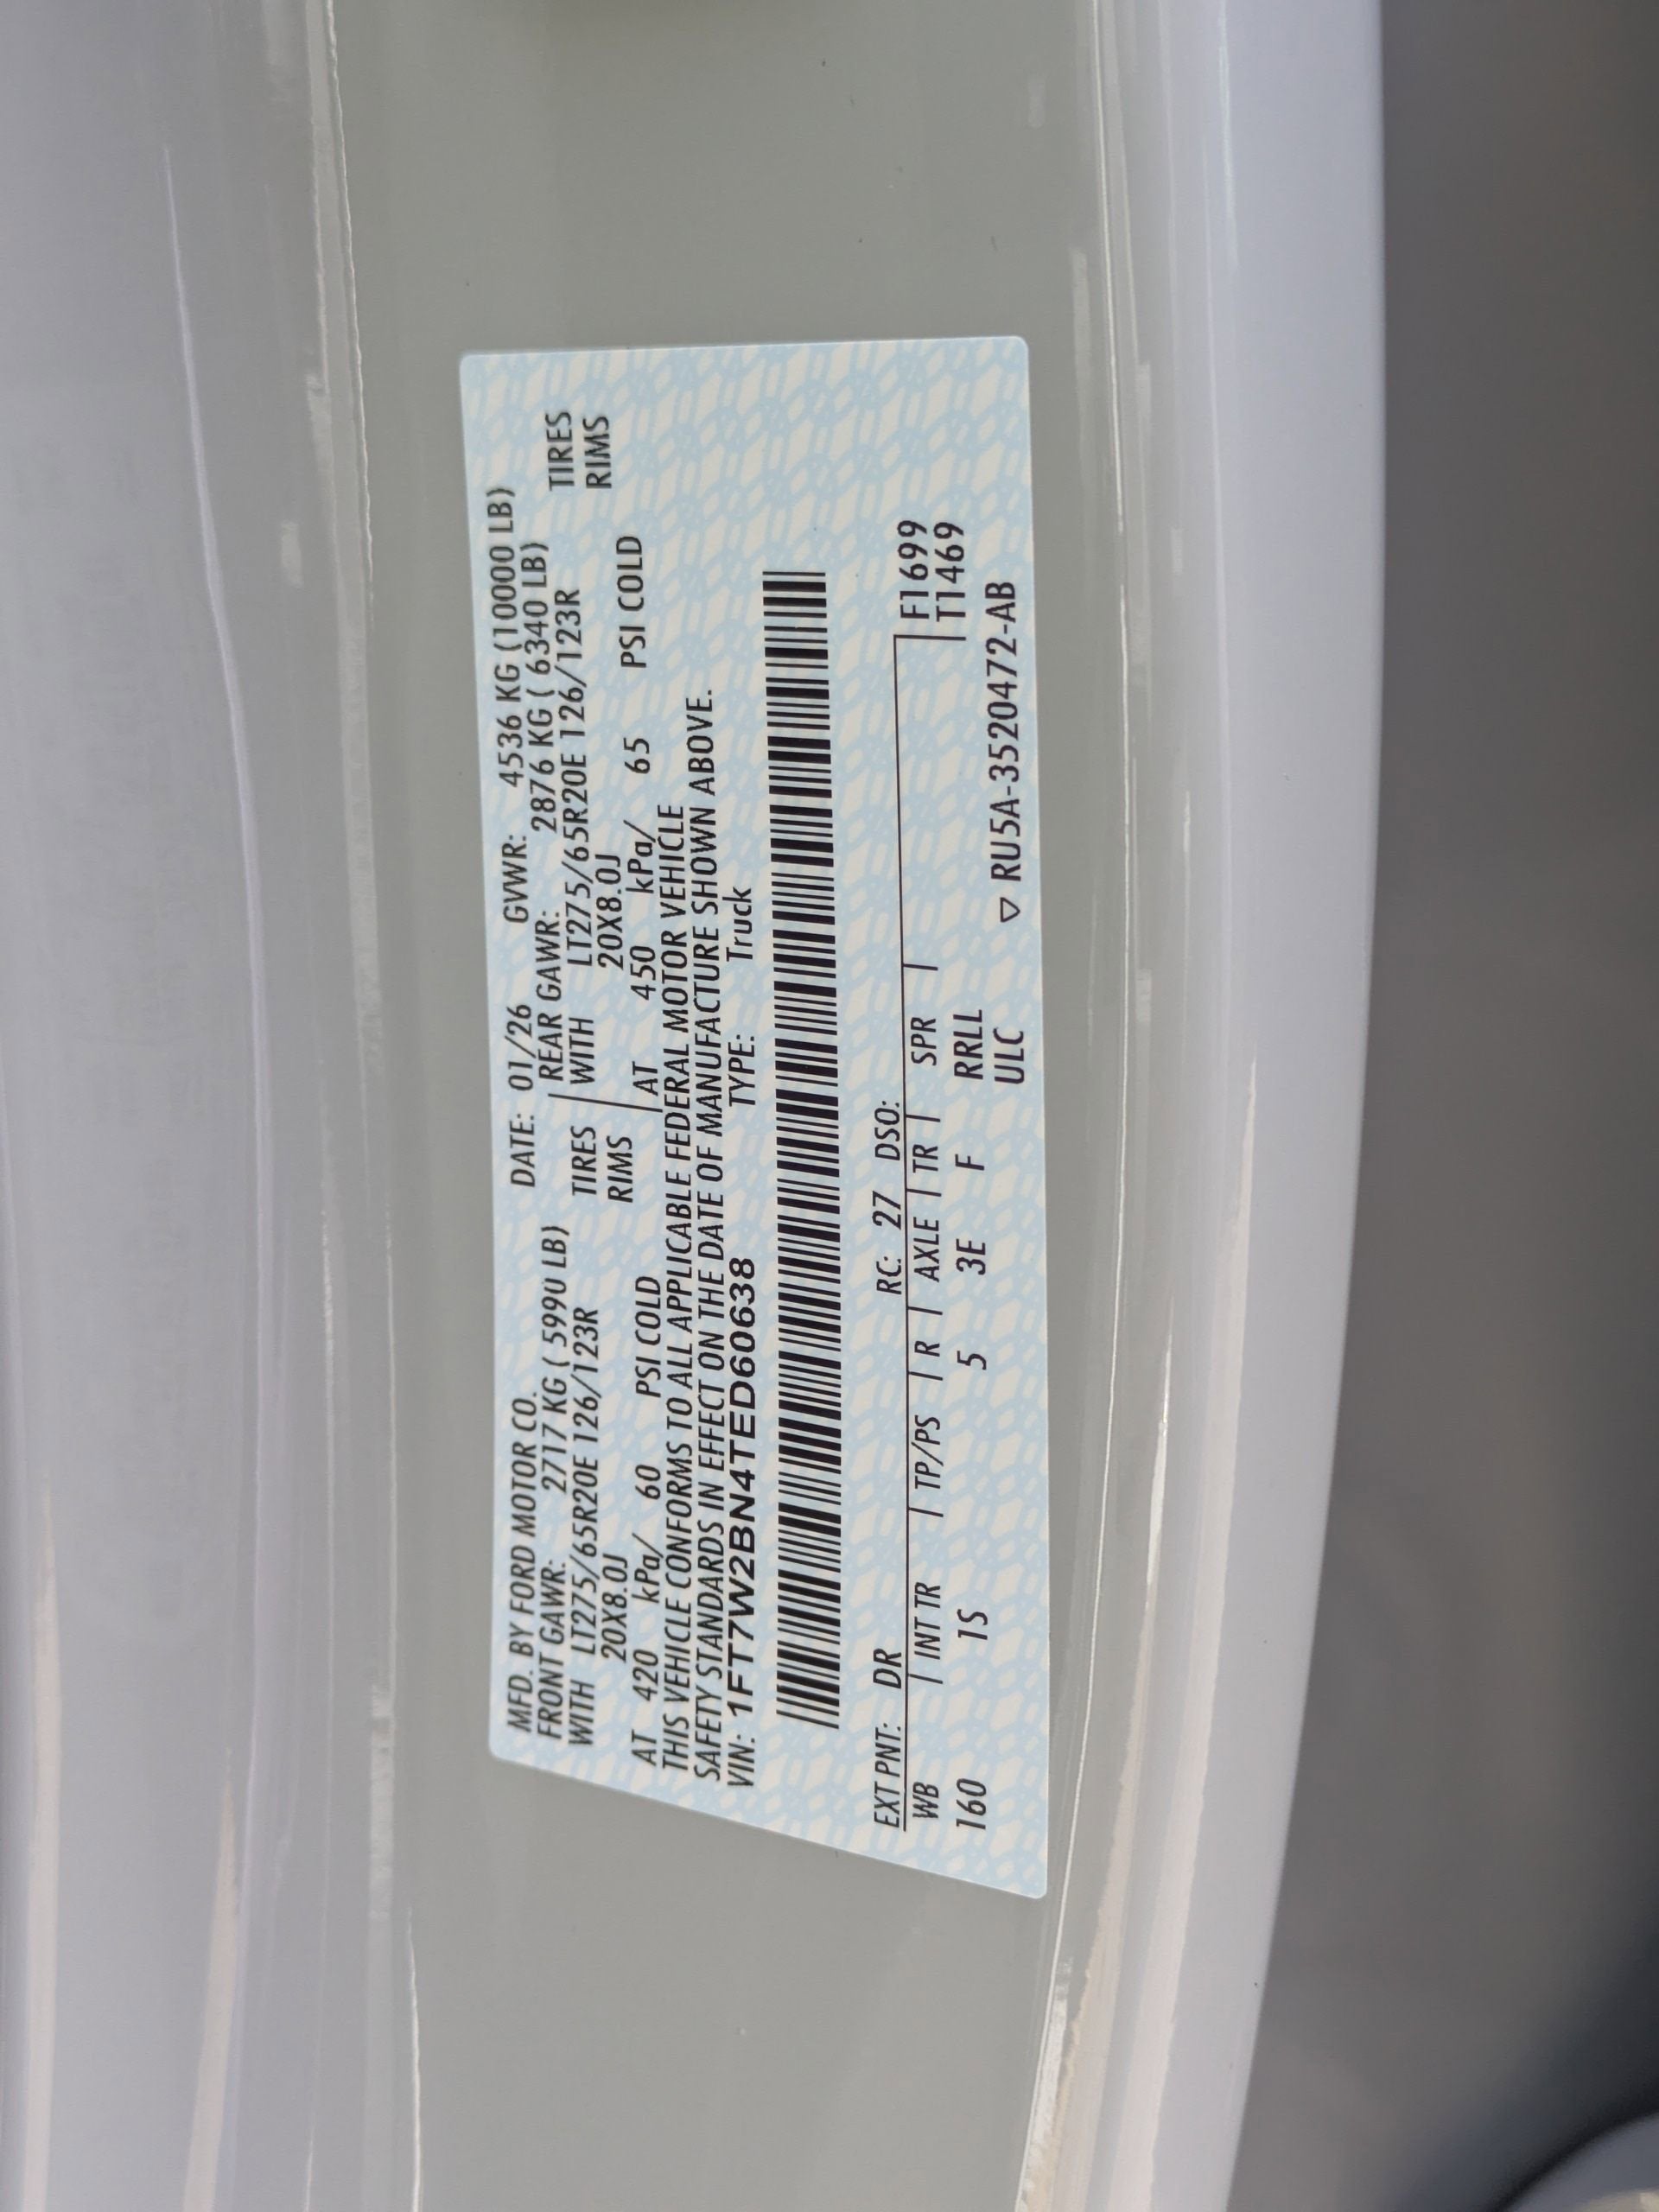 MFD. BY FORD MOTOR CO. DATE: 01/26 GVWR: 4536 KG (10000 LB)
FRONT GAWR: 2717 KG ( 5990 LB) REAR GAWR: 2876 KG ( 6340 LB)
WITH LT275/65R20E 126/123R TIRES WITH LT275/65R20E 126/123R TIRES
20X8.0J RIMS 20X8.0J RIMS
AT 420 kPa/ 60 PSI COLD AT 450 kPa/ 65 PSI COLD
THIS VEHICLE CONFORMS TO ALL APPLICABLE FEDERAL MOTOR VEHICLE
SAFETY STANDARDS IN EFFECT ON THE DATE OF MANUFACTURE SHOWN ABOVE.
VIN: 1FT7W2BN4TED60638 TYPE: Truck
EXT PNT: DR RC: 27 DSO:
WB | INT TR | TP/PS | R | AXLE | TR | SPR | F1699
160 1S 5 3E F RRLL T1469
ULC ▽ RU5A-3520472-AB